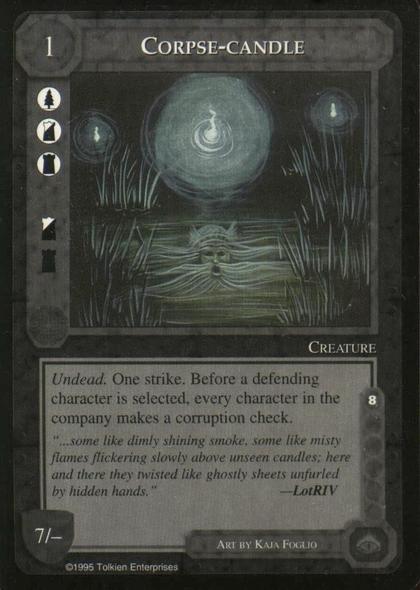 1
CORPSE-CANDLE
CREATURE
Undead. One strike. Before a defending
character is selected, every character in the
company makes a corruption check.
8
"...some like dimly shining smoke, some like misty
flames flickering slowly above unseen candles; here
and there they twisted like ghostly sheets unfurled
by hidden hands." —LotRIV
7/–
ART BY KAJA FOGLIO
©1995 Tolkien Enterprises